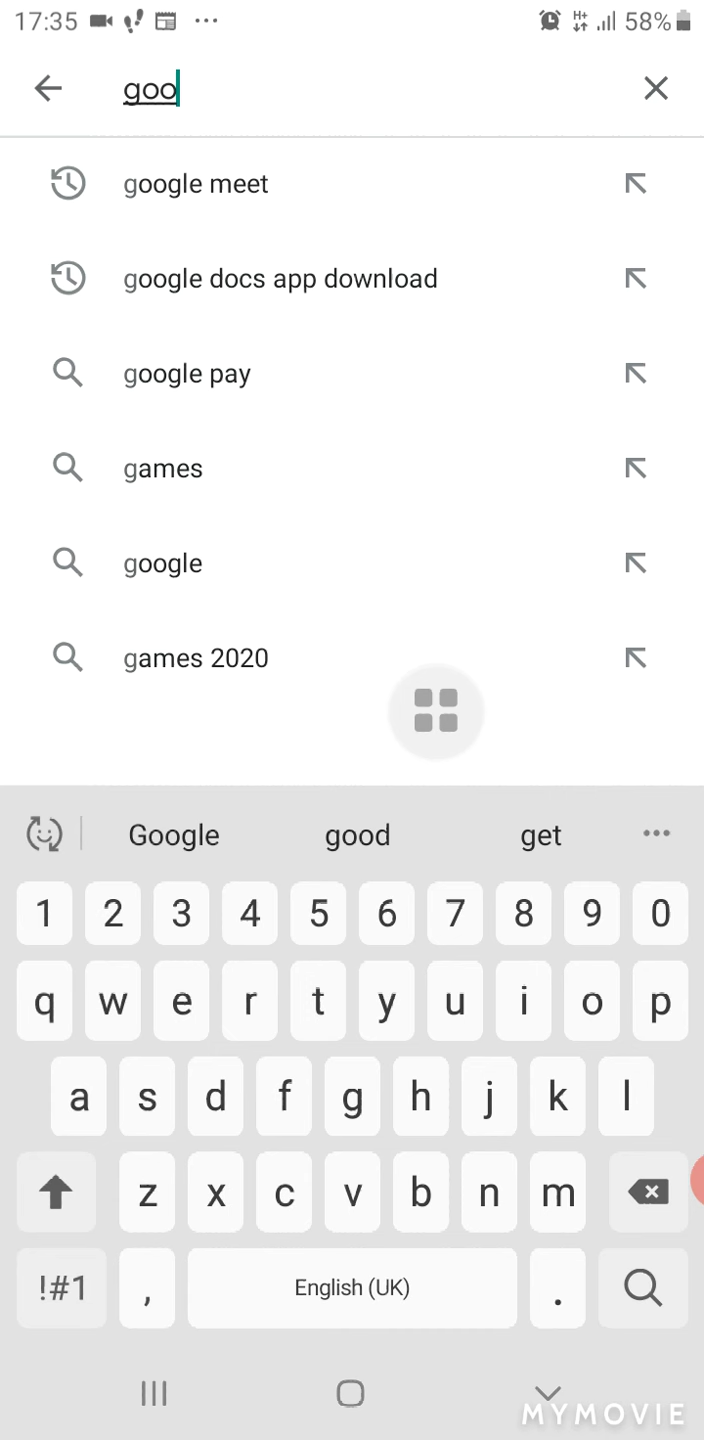 17:35 58%
goo
google meet
google docs app download
google pay
games
google
games 2020
Google good get
1 2 3 4 5 6 7 8 9 0
q w e r t y u i o p
a s d f g h j k l
z x c v b n m
!#1 , English (UK) .
MYMOVIE